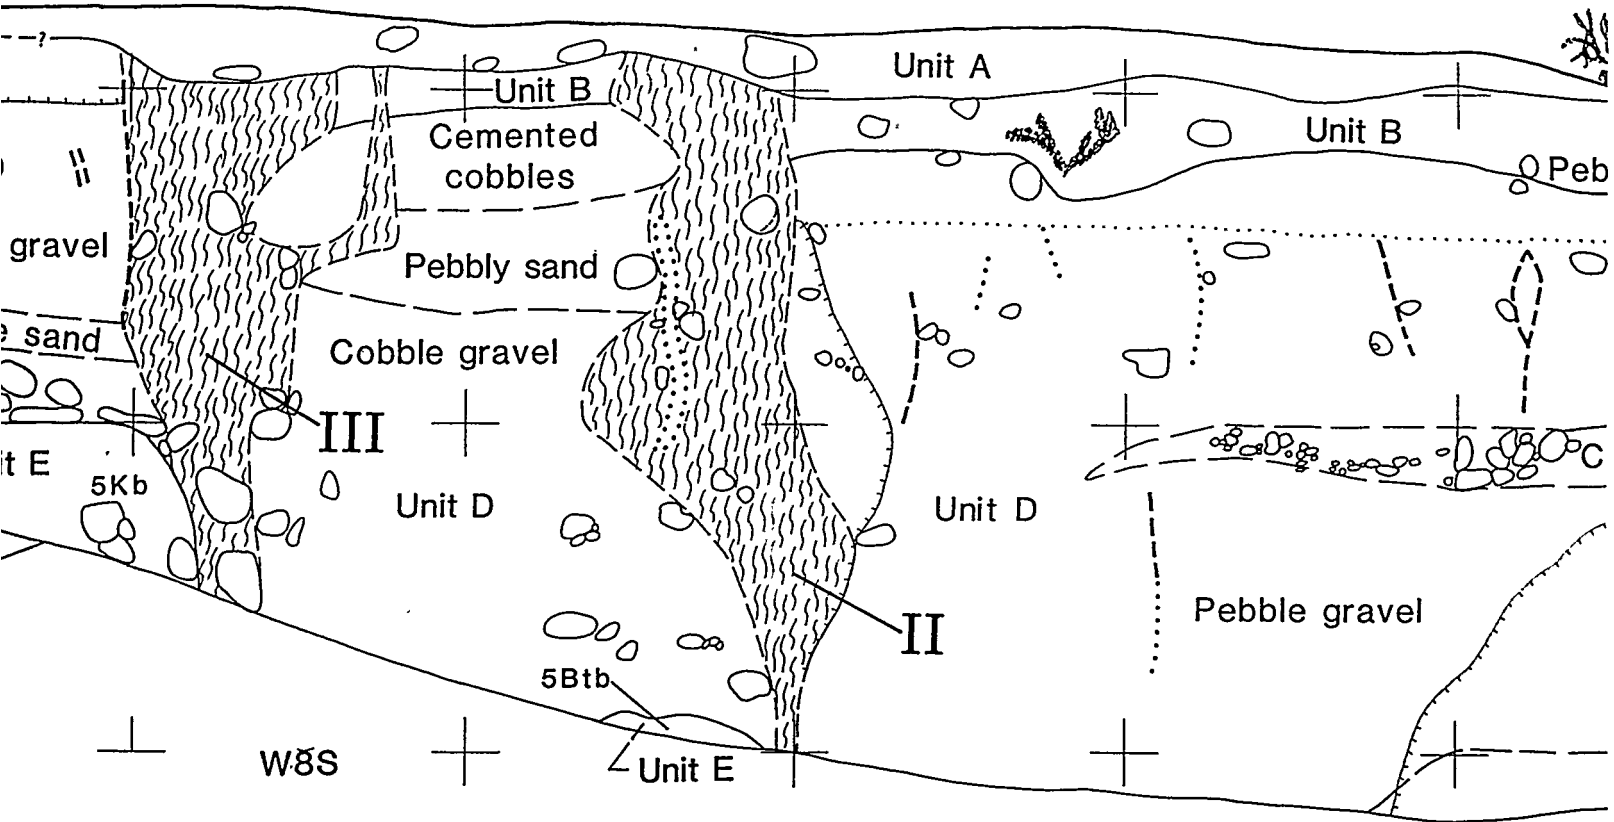 ?
Unit A
Unit B
Cemented
cobbles
Unit B
Peb
gravel
Pebbly sand
e sand
Cobble gravel
III
it E
5Kb
Unit D
Unit D
C
II
Pebble gravel
5Btb
W8S
Unit E